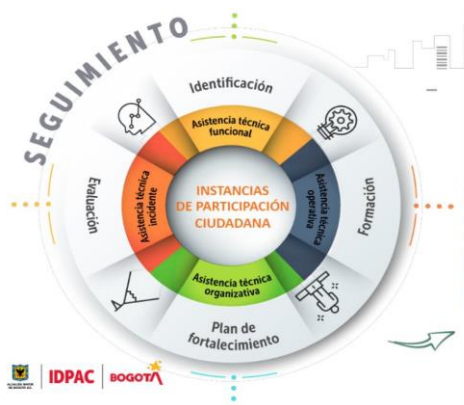 SEGUIMIENTO
Identificación
Asistencia técnica
funcional
Evaluación
Asistencia técnica
incidente
INSTANCIAS
DE PARTICIPACIÓN
CIUDADANA
Asistencia técnica
operativa
Formación
Asistencia técnica
organizativa
Plan de
fortalecimiento
IDPAC
BOGOTÁ